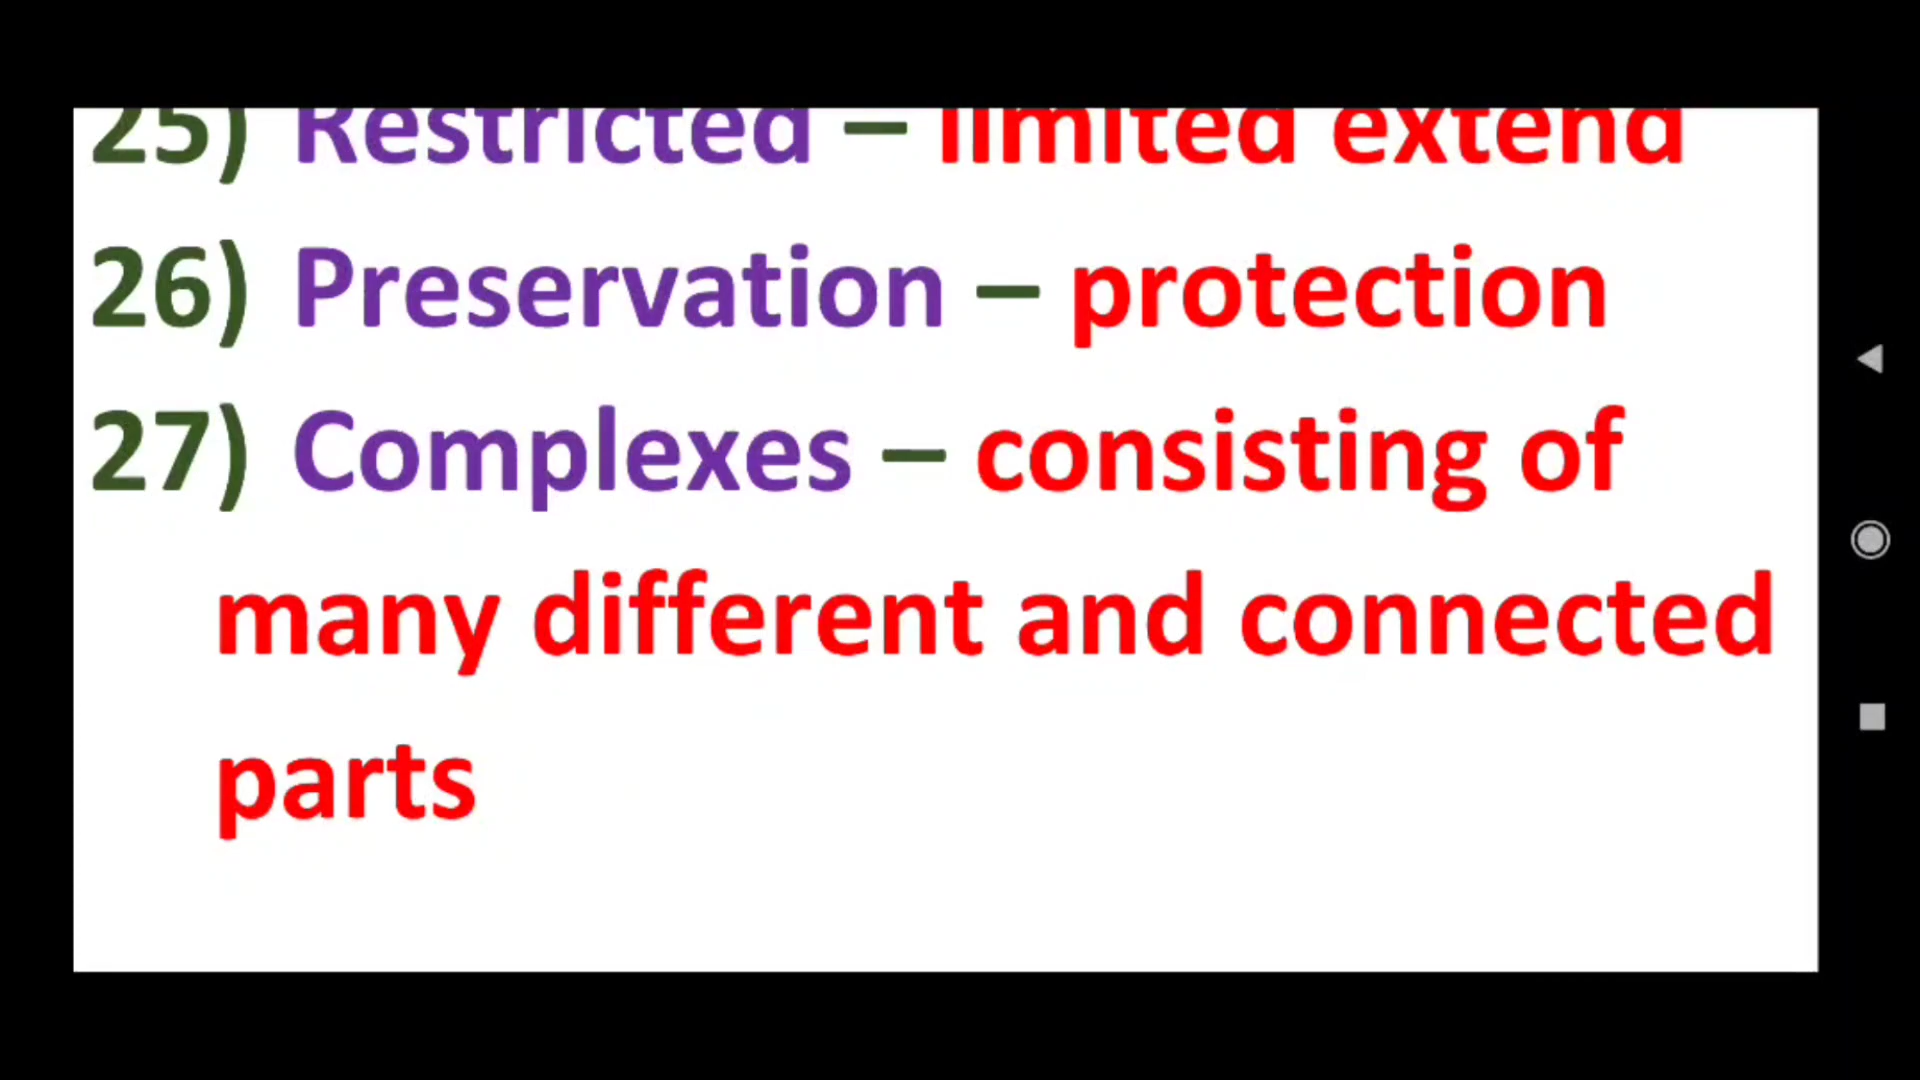 25) Restricted – limited extend
26) Preservation – protection
27) Complexes – consisting of
many different and connected
parts